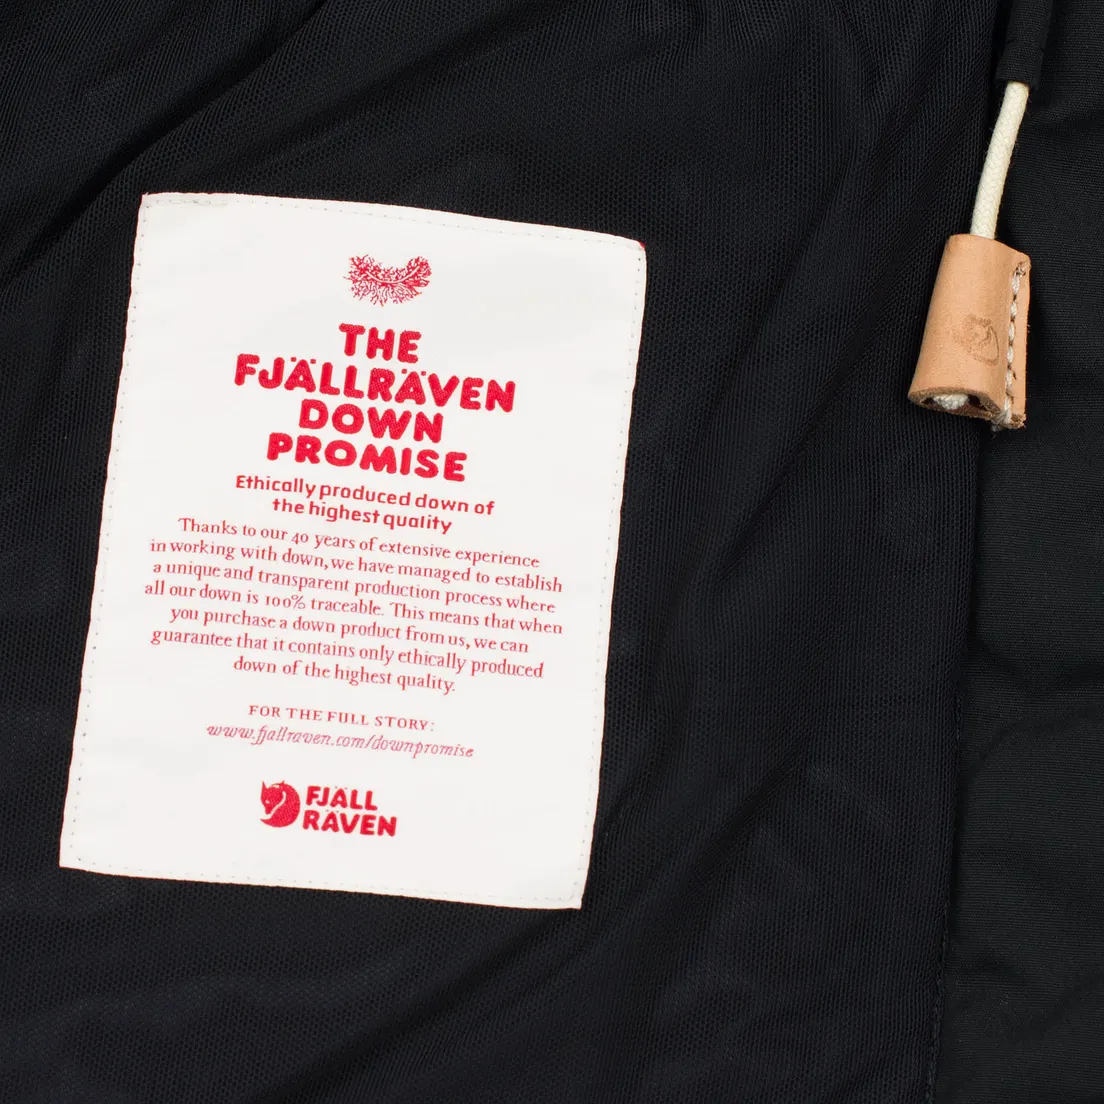 THE
FJÄLLRÄVEN
DOWN
PROMISE
Ethically produced down of
the highest quality
Thanks to our 40 years of extensive experience
in working with down, we have managed to establish
a unique and transparent production process where
all our down is 100% traceable. This means that when
you purchase a down product from us, we can
guarantee that it contains only ethically produced
down of the highest quality.
FOR THE FULL STORY:
www.fjallraven.com/downpromise
FJÄLL
RÄVEN